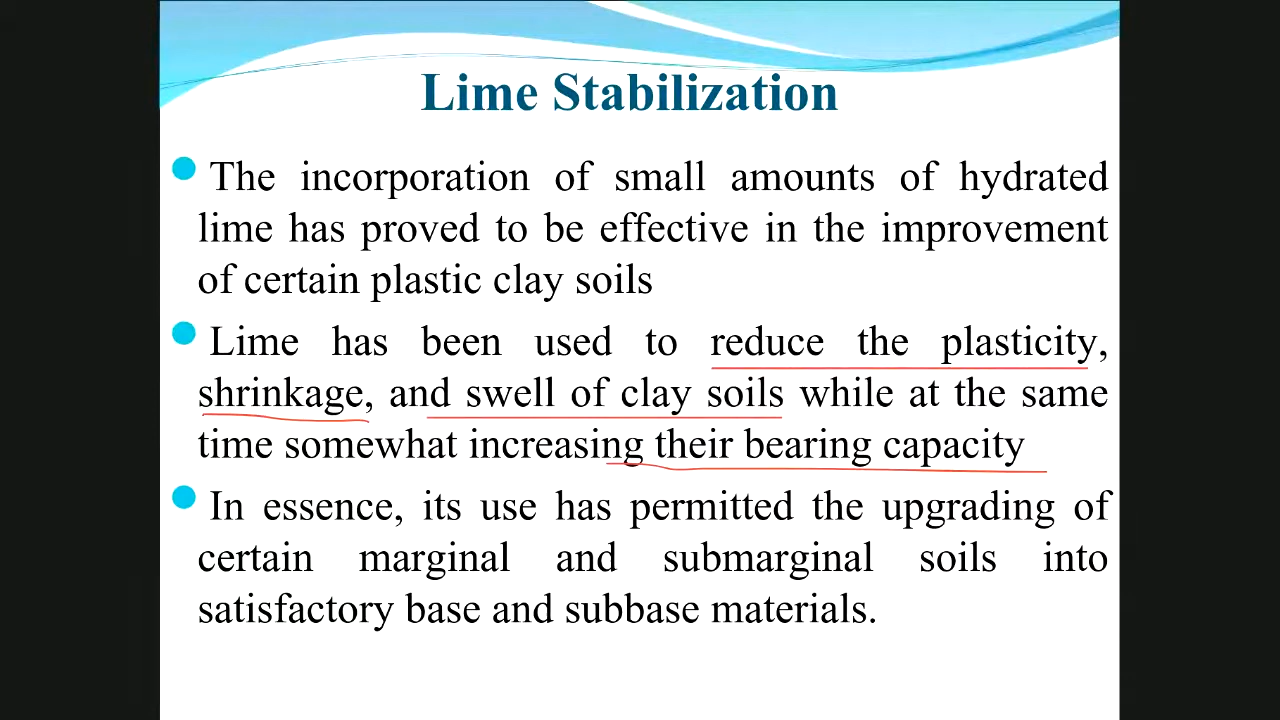 Lime Stabilization
The incorporation of small amounts of hydrated
lime has proved to be effective in the improvement
of certain plastic clay soils
Lime has been used to reduce the plasticity,
shrinkage, and swell of clay soils while at the same
time somewhat increasing their bearing capacity
In essence, its use has permitted the upgrading of
certain marginal and submarginal soils into
satisfactory base and subbase materials.